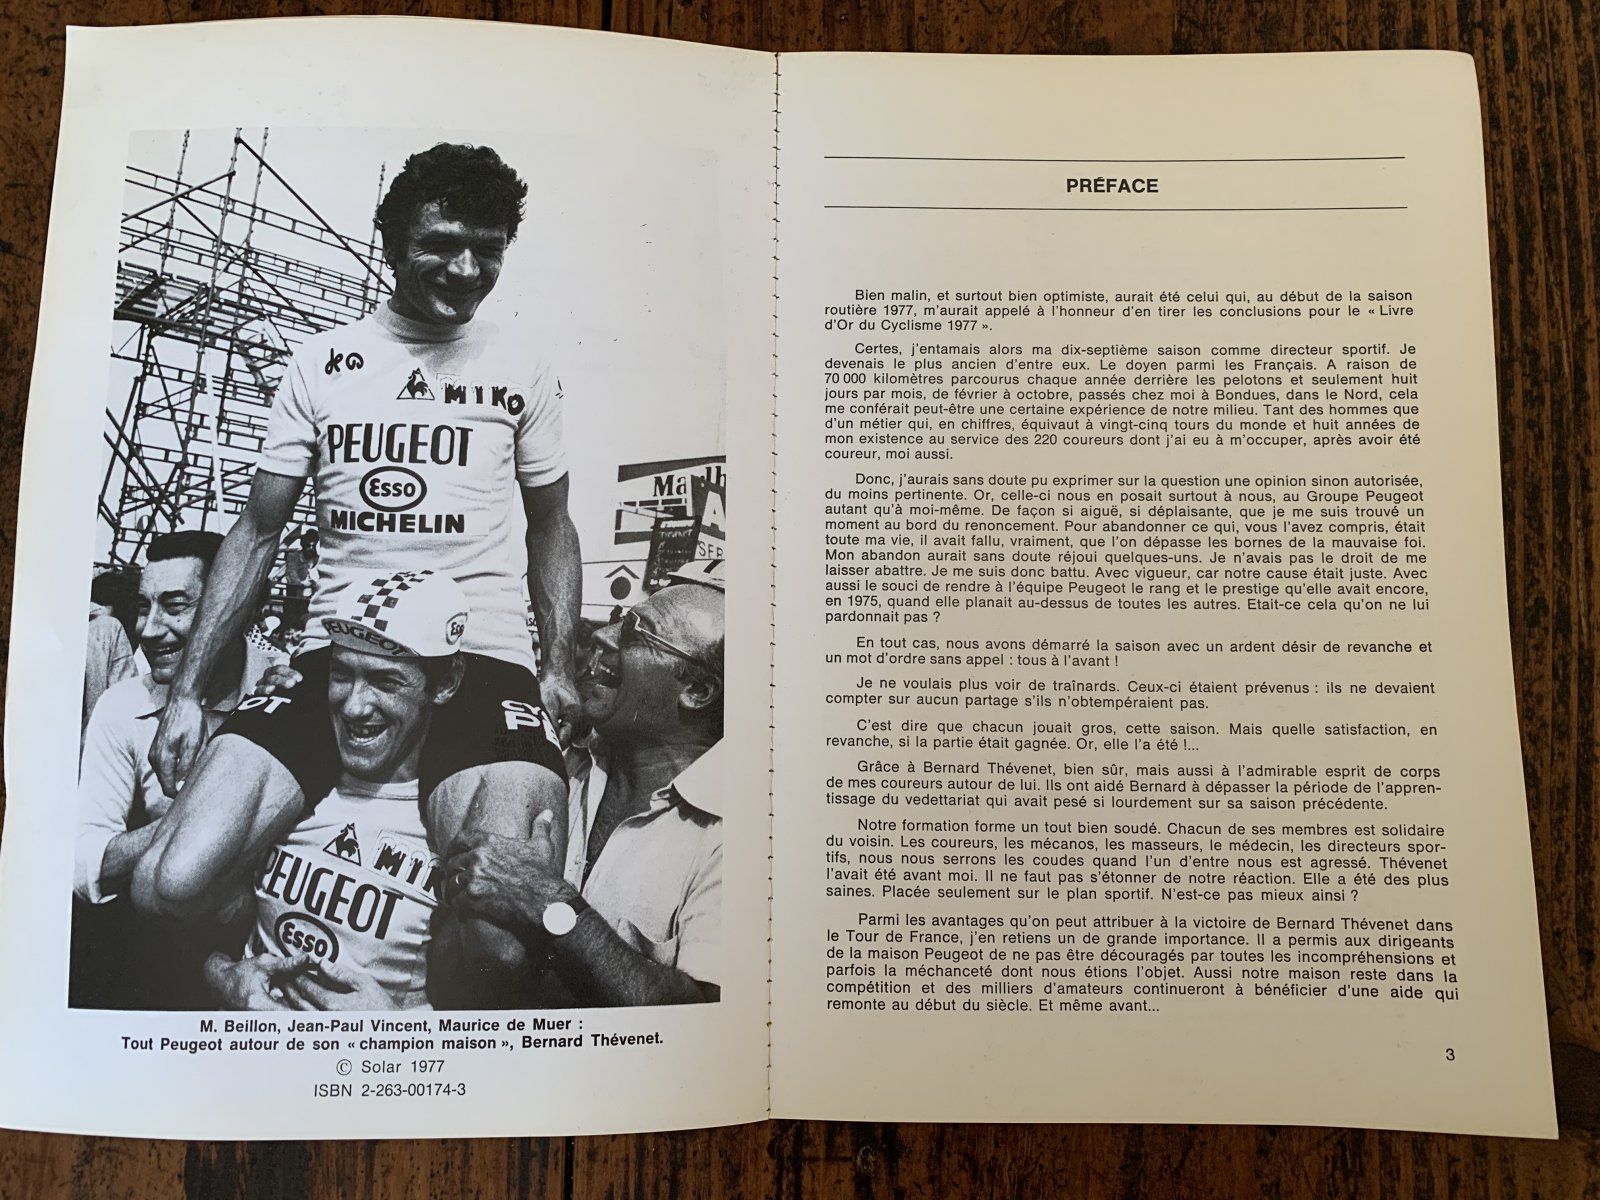 MIKO
PEUGEOT
Esso
MICHELIN
PEUGEOT
Esso
PEUGEOT
Esso
M. Beillon, Jean-Paul Vincent, Maurice de Muer :
Tout Peugeot autour de son « champion maison », Bernard Thévenet.
© Solar 1977
ISBN 2-263-00174-3
PRÉFACE
Bien malin, et surtout bien optimiste, aurait été celui qui, au début de la saison
routière 1977, m'aurait appelé à l'honneur d'en tirer les conclusions pour le « Livre
d'Or du Cyclisme 1977 ».
Certes, j'entamais alors ma dix-septième saison comme directeur sportif. Je
devenais le plus ancien d'entre eux. Le doyen parmi les Français. A raison de
70 000 kilomètres parcourus chaque année derrière les pelotons et seulement huit
jours par mois, de février à octobre, passés chez moi à Bondues, dans le Nord, cela
me conférait peut-être une certaine expérience de notre milieu. Tant des hommes que
d'un métier qui, en chiffres, équivaut à vingt-cinq tours du monde et huit années de
mon existence au service des 220 coureurs dont j'ai eu à m'occuper, après avoir été
coureur, moi aussi.
Donc, j'aurais sans doute pu exprimer sur la question une opinion sinon autorisée,
du moins pertinente. Or, celle-ci nous en posait surtout à nous, au Groupe Peugeot
autant qu'à moi-même. De façon si aiguë, si déplaisante, que je me suis trouvé un
moment au bord du renoncement. Pour abandonner ce qui, vous l'avez compris, était
toute ma vie, il avait fallu, vraiment, que l'on dépasse les bornes de la mauvaise foi.
Mon abandon aurait sans doute réjoui quelques-uns. Je n'avais pas le droit de me
laisser abattre. Je me suis donc battu. Avec vigueur, car notre cause était juste. Avec
aussi le souci de rendre à l'équipe Peugeot le rang et le prestige qu'elle avait encore,
en 1975, quand elle planait au-dessus de toutes les autres. Etait-ce cela qu'on ne lui
pardonnait pas ?
En tout cas, nous avons démarré la saison avec un ardent désir de revanche et
un mot d'ordre sans appel : tous à l'avant !
Je ne voulais plus voir de traînards. Ceux-ci étaient prévenus : ils ne devaient
compter sur aucun partage s'ils n'obtempéraient pas.
C'est dire que chacun jouait gros, cette saison. Mais quelle satisfaction, en
revanche, si la partie était gagnée. Or, elle l'a été !...
Grâce à Bernard Thévenet, bien sûr, mais aussi à l'admirable esprit de corps
de mes coureurs autour de lui. Ils ont aidé Bernard à dépasser la période de l'appren-
tissage du vedettariat qui avait pesé si lourdement sur sa saison précédente.
Notre formation forme un tout bien soudé. Chacun de ses membres est solidaire
du voisin. Les coureurs, les mécanos, les masseurs, le médecin, les directeurs spor-
tifs, nous nous serrons les coudes quand l'un d'entre nous est agressé. Thévenet
l'avait été avant moi. Il ne faut pas s'étonner de notre réaction. Elle a été des plus
saines. Placée seulement sur le plan sportif. N'est-ce pas mieux ainsi ?
Parmi les avantages qu'on peut attribuer à la victoire de Bernard Thévenet dans
le Tour de France, j'en retiens un de grande importance. Il a permis aux dirigeants
de la maison Peugeot de ne pas être découragés par toutes les incompréhensions et
parfois la méchanceté dont nous étions l'objet. Aussi notre maison reste dans la
compétition et des milliers d'amateurs continueront à bénéficier d'une aide qui
remonte au début du siècle. Et même avant...
3